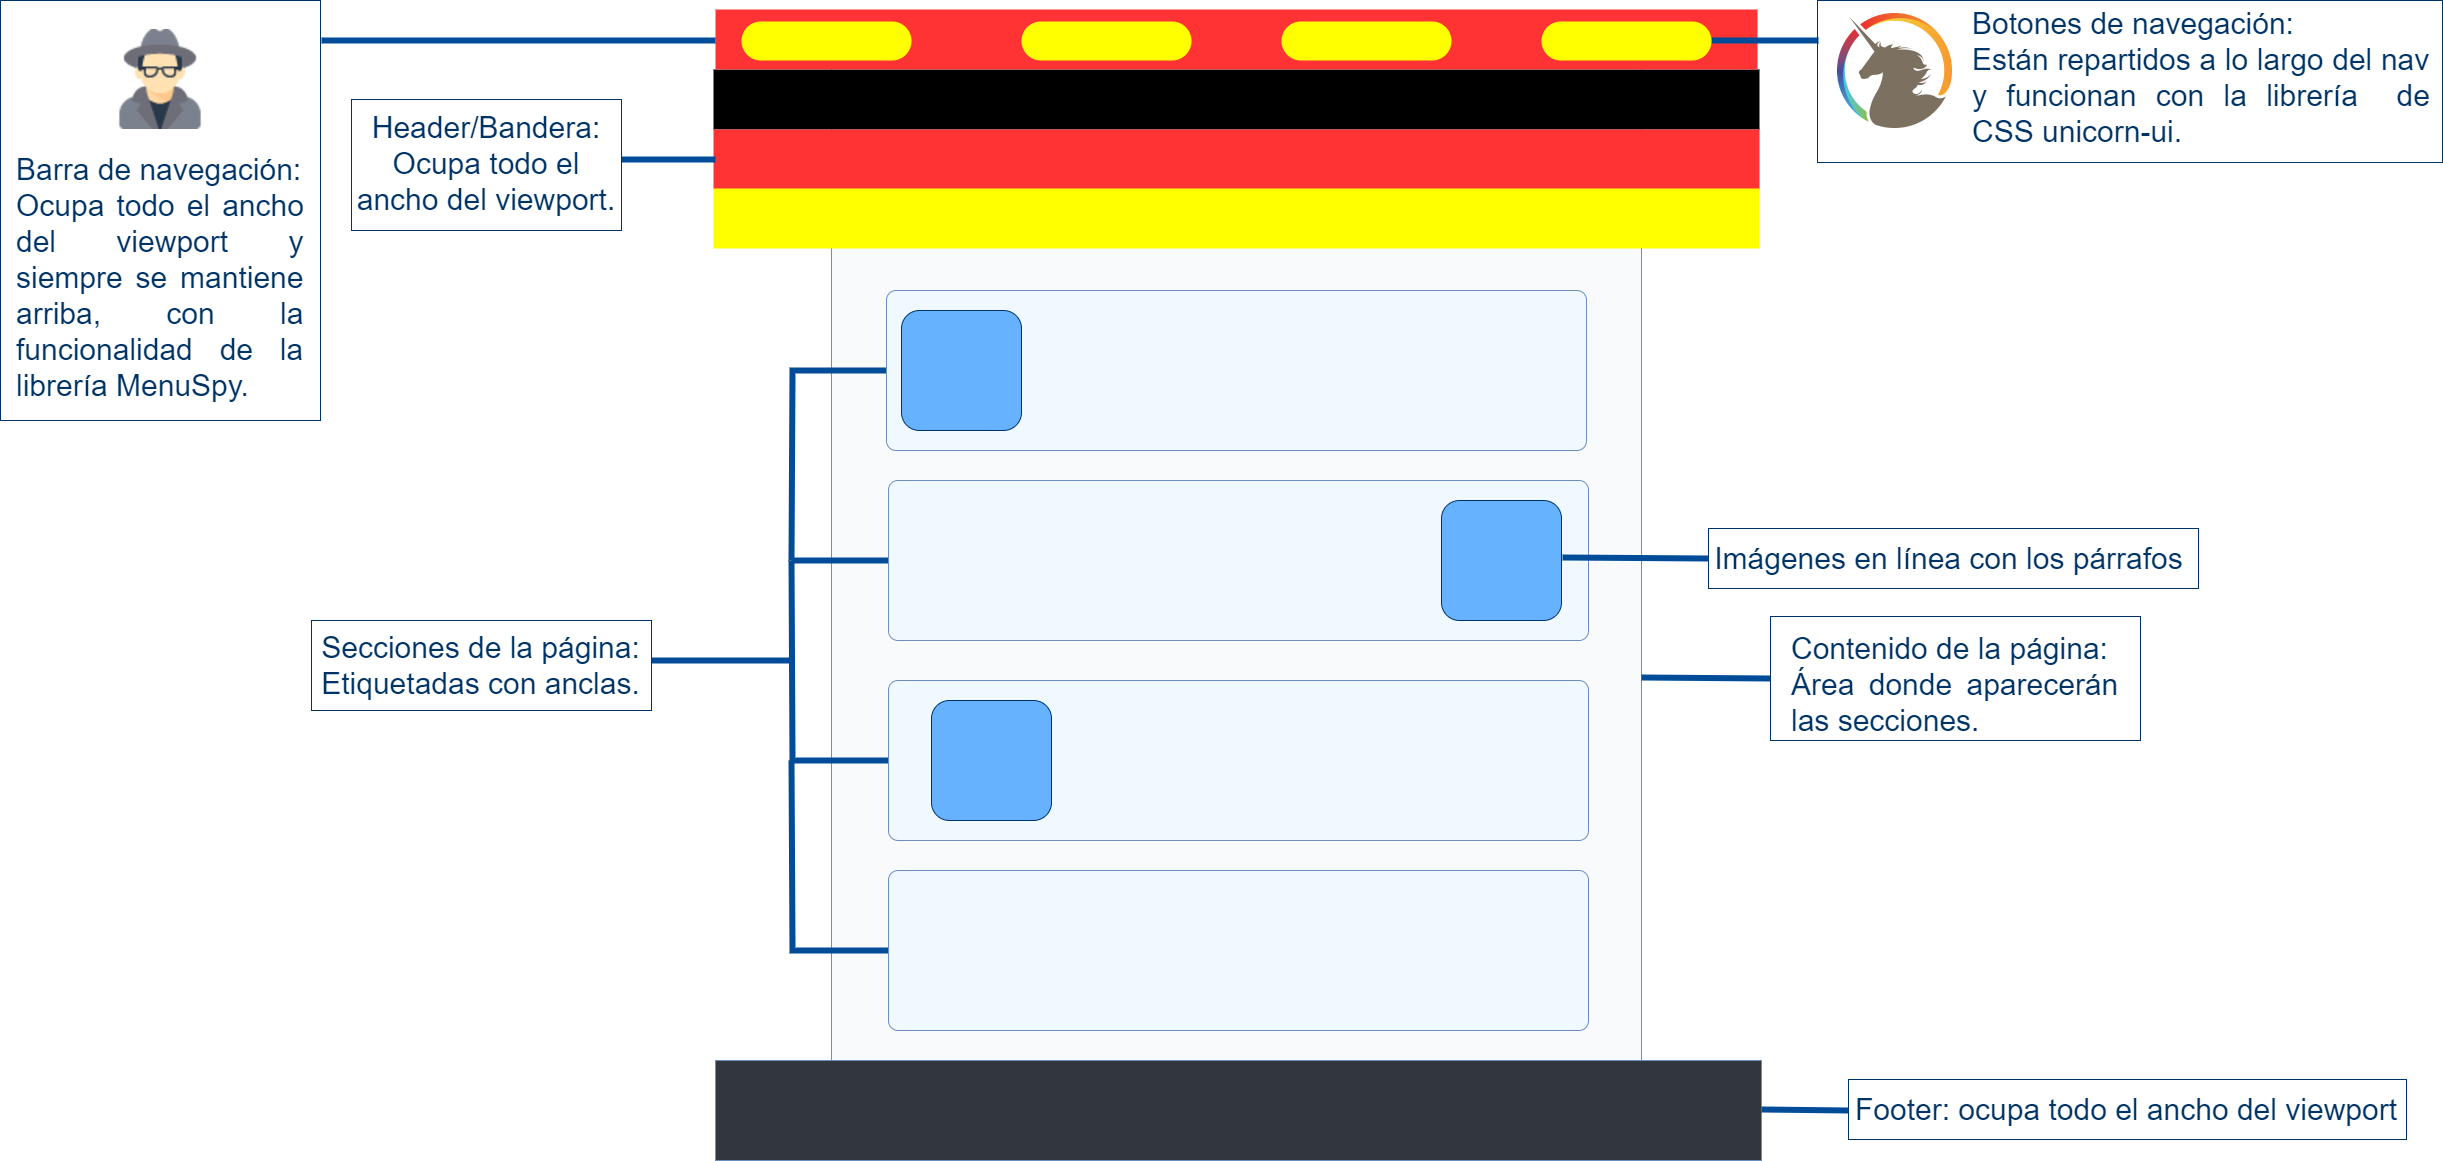 Barra de navegación:
Ocupa todo el ancho
del viewport y
siempre se mantiene
arriba, con la
funcionalidad de la
librería MenuSpy.
Header/Bandera:
Ocupa todo el
ancho del viewport.
Botones de navegación:
Están repartidos a lo largo del nav
y funcionan con la librería de
CSS unicorn-ui.
Imágenes en línea con los párrafos
Secciones de la página:
Etiquetadas con anclas.
Contenido de la página:
Área donde aparecerán
las secciones.
Footer: ocupa todo el ancho del viewport